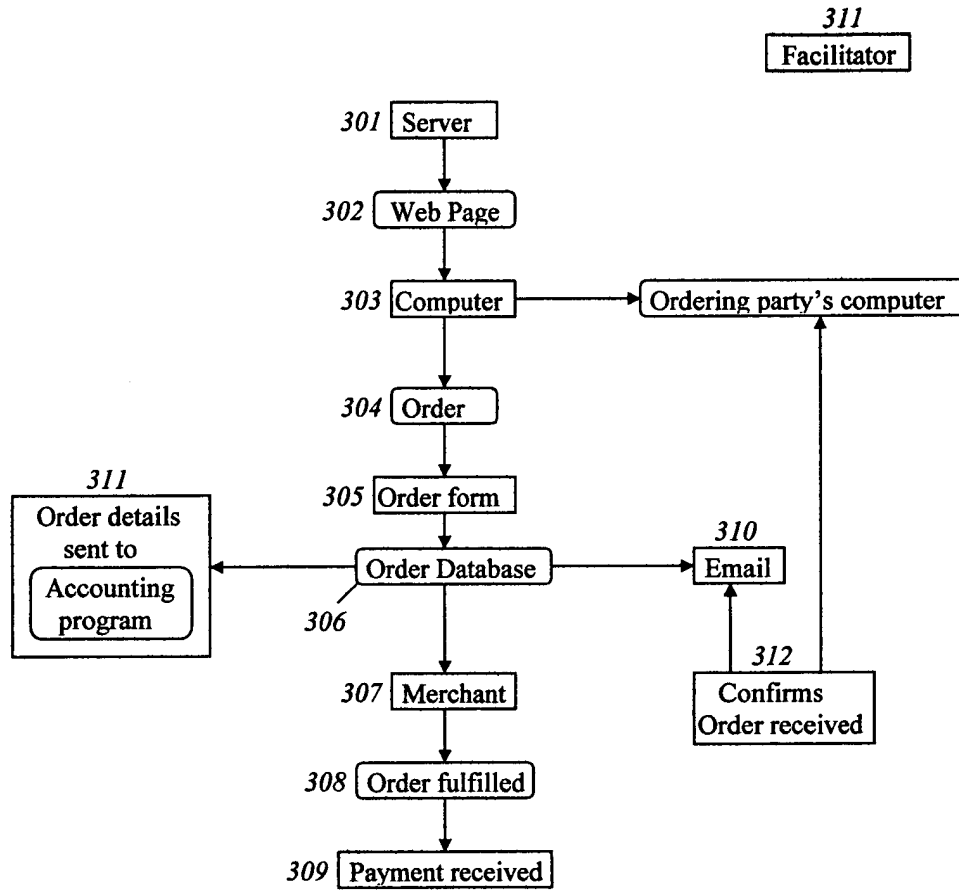 311
Facilitator
301 Server
302 Web Page
303 Computer
Ordering party's computer
304 Order
311
Order details
sent to
Accounting
program
305 Order form
310
Email
Order Database
306
312
Confirms
Order received
307 Merchant
308 Order fulfilled
309 Payment received